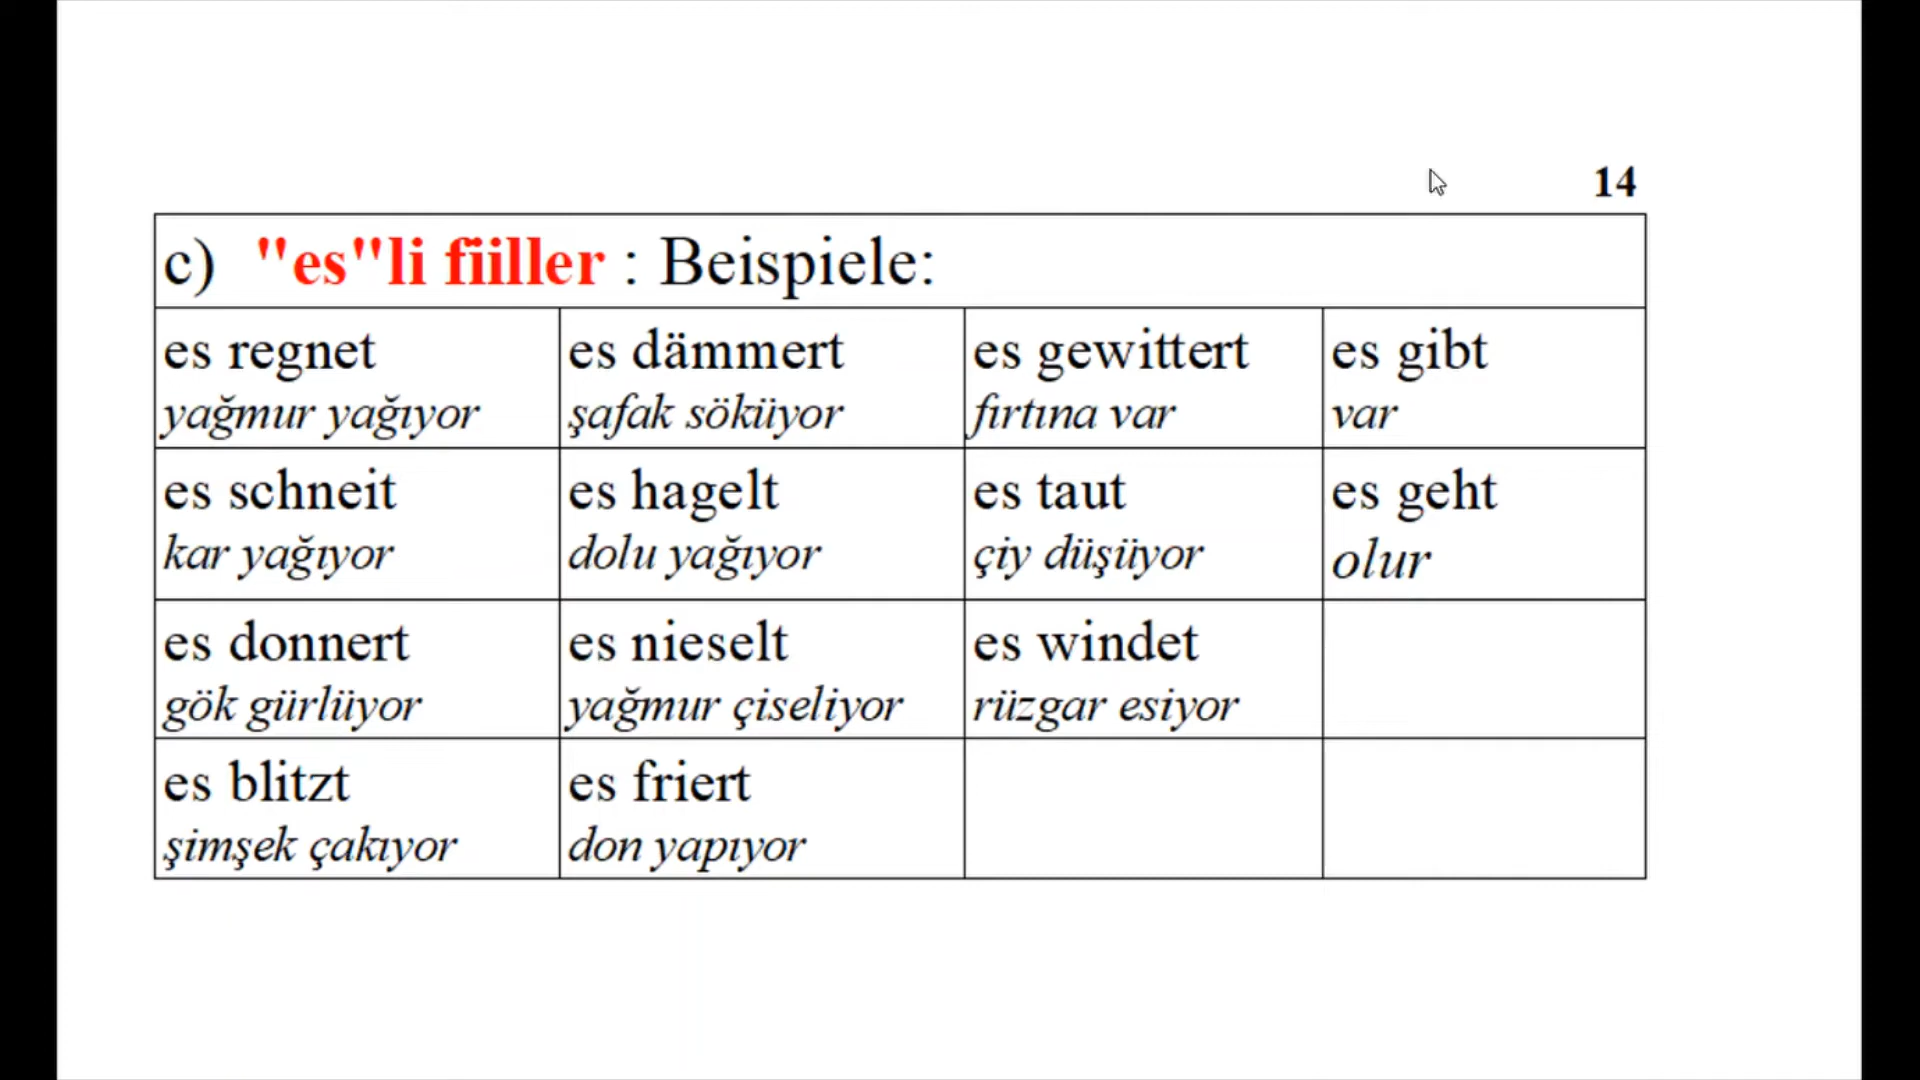 14
c) "es"li fiiller : Beispiele:
es regnet
yağmur yağıyor
es dämmert
şafak söküyor
es gewittert
fırtına var
es gibt
var
es schneit
kar yağıyor
es hagelt
dolu yağıyor
es taut
çiy düşüyor
es geht
olur
es donnert
gök gürlüyor
es nieselt
yağmur çiseliyor
es windet
rüzgar esiyor
es blitzt
şimşek çakıyor
es friert
don yapıyor